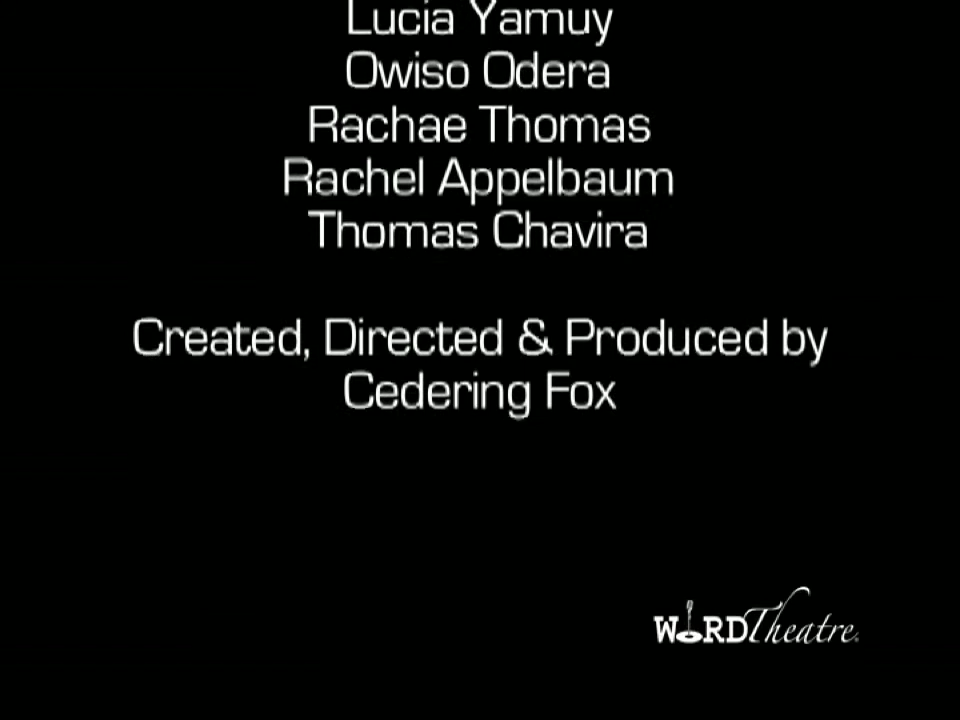 Lucia Yamuy
Owiso Odera
Rachae Thomas
Rachel Appelbaum
Thomas Chavira
Created, Directed & Produced by
Cedering Fox
WORDTheatre